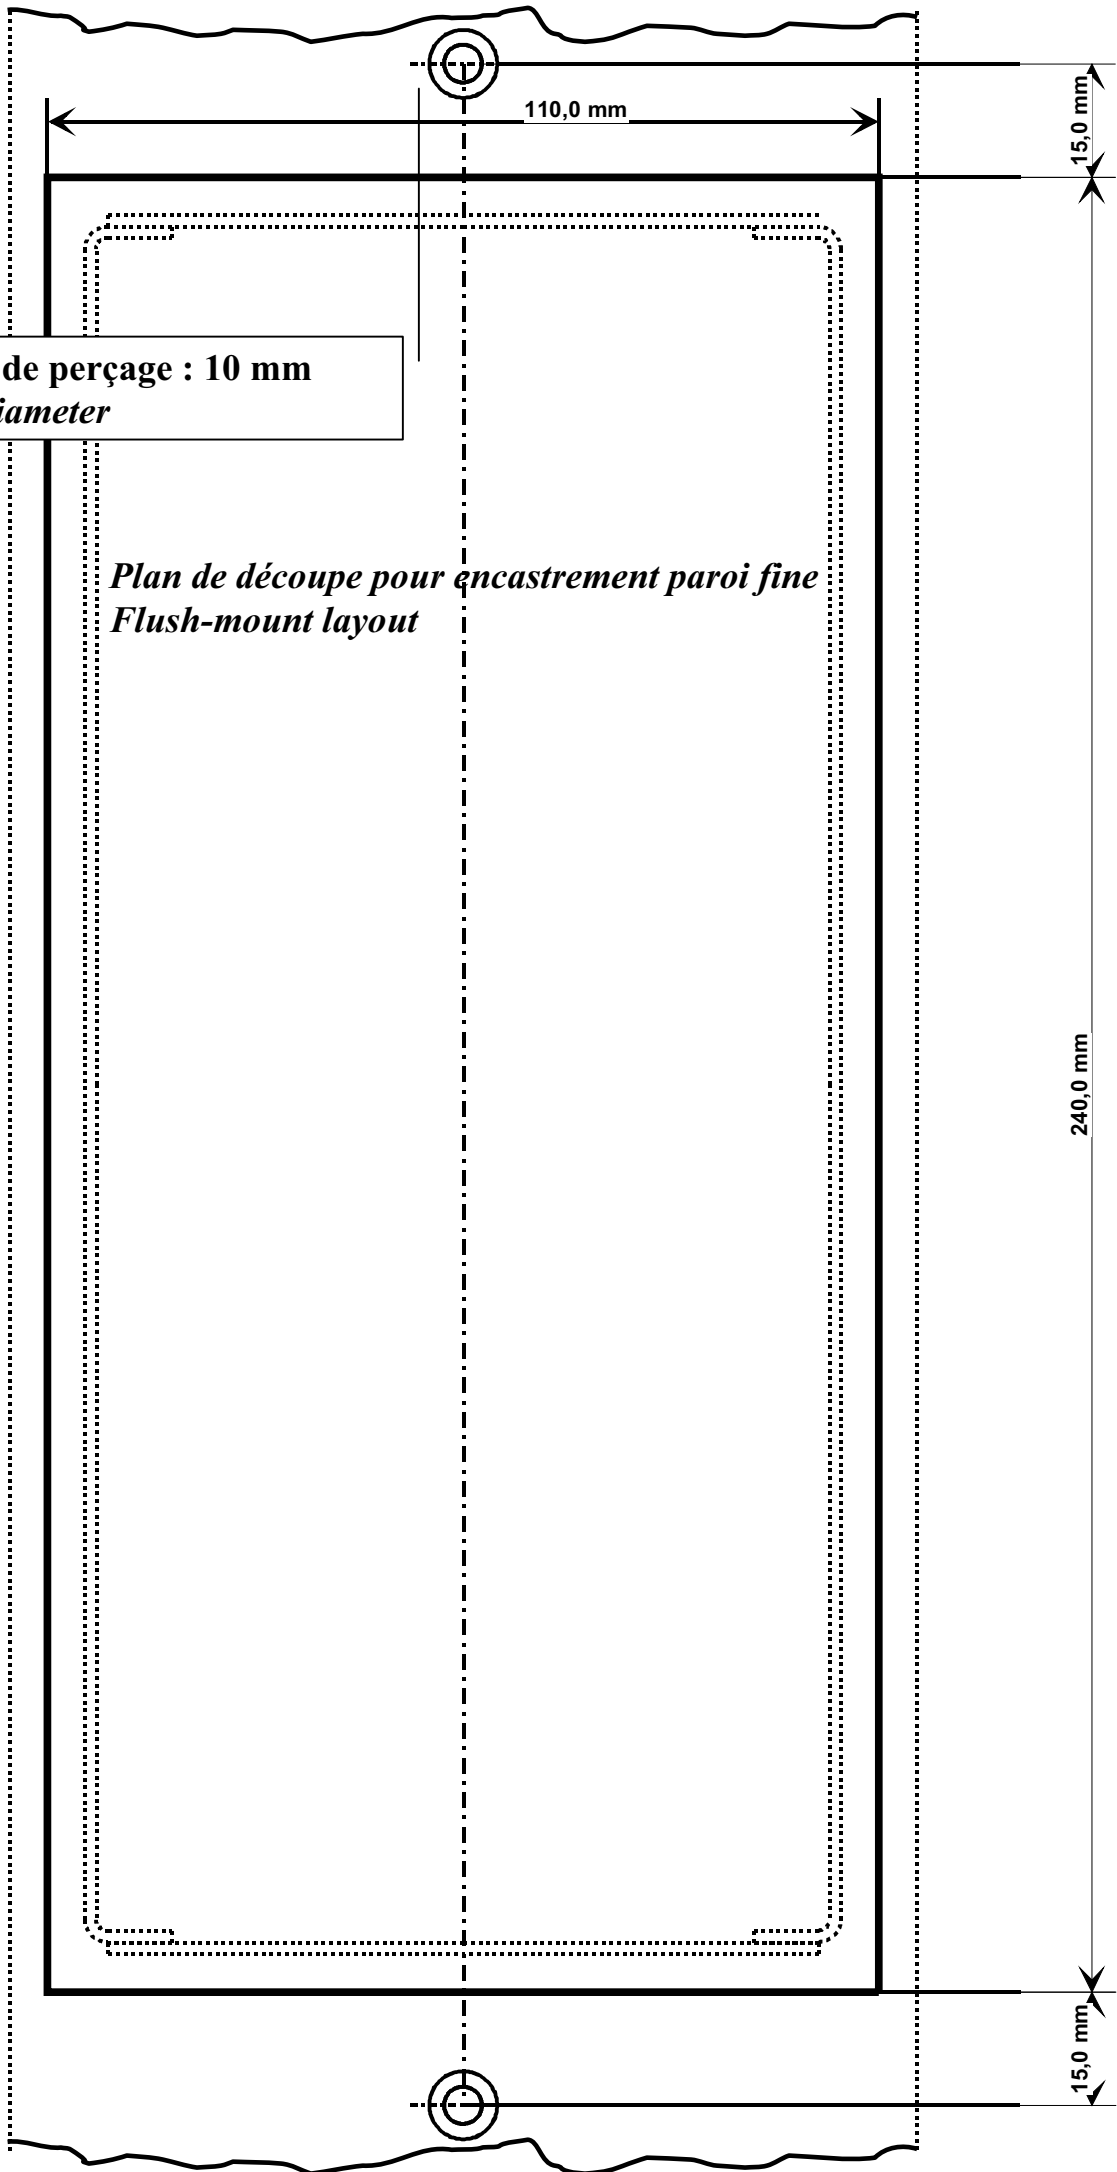 110,0 mm
15,0 mm
de perçage : 10 mm
iameter
Plan de découpe pour encastrement paroi fine
Flush-mount layout
240,0 mm
15,0 mm